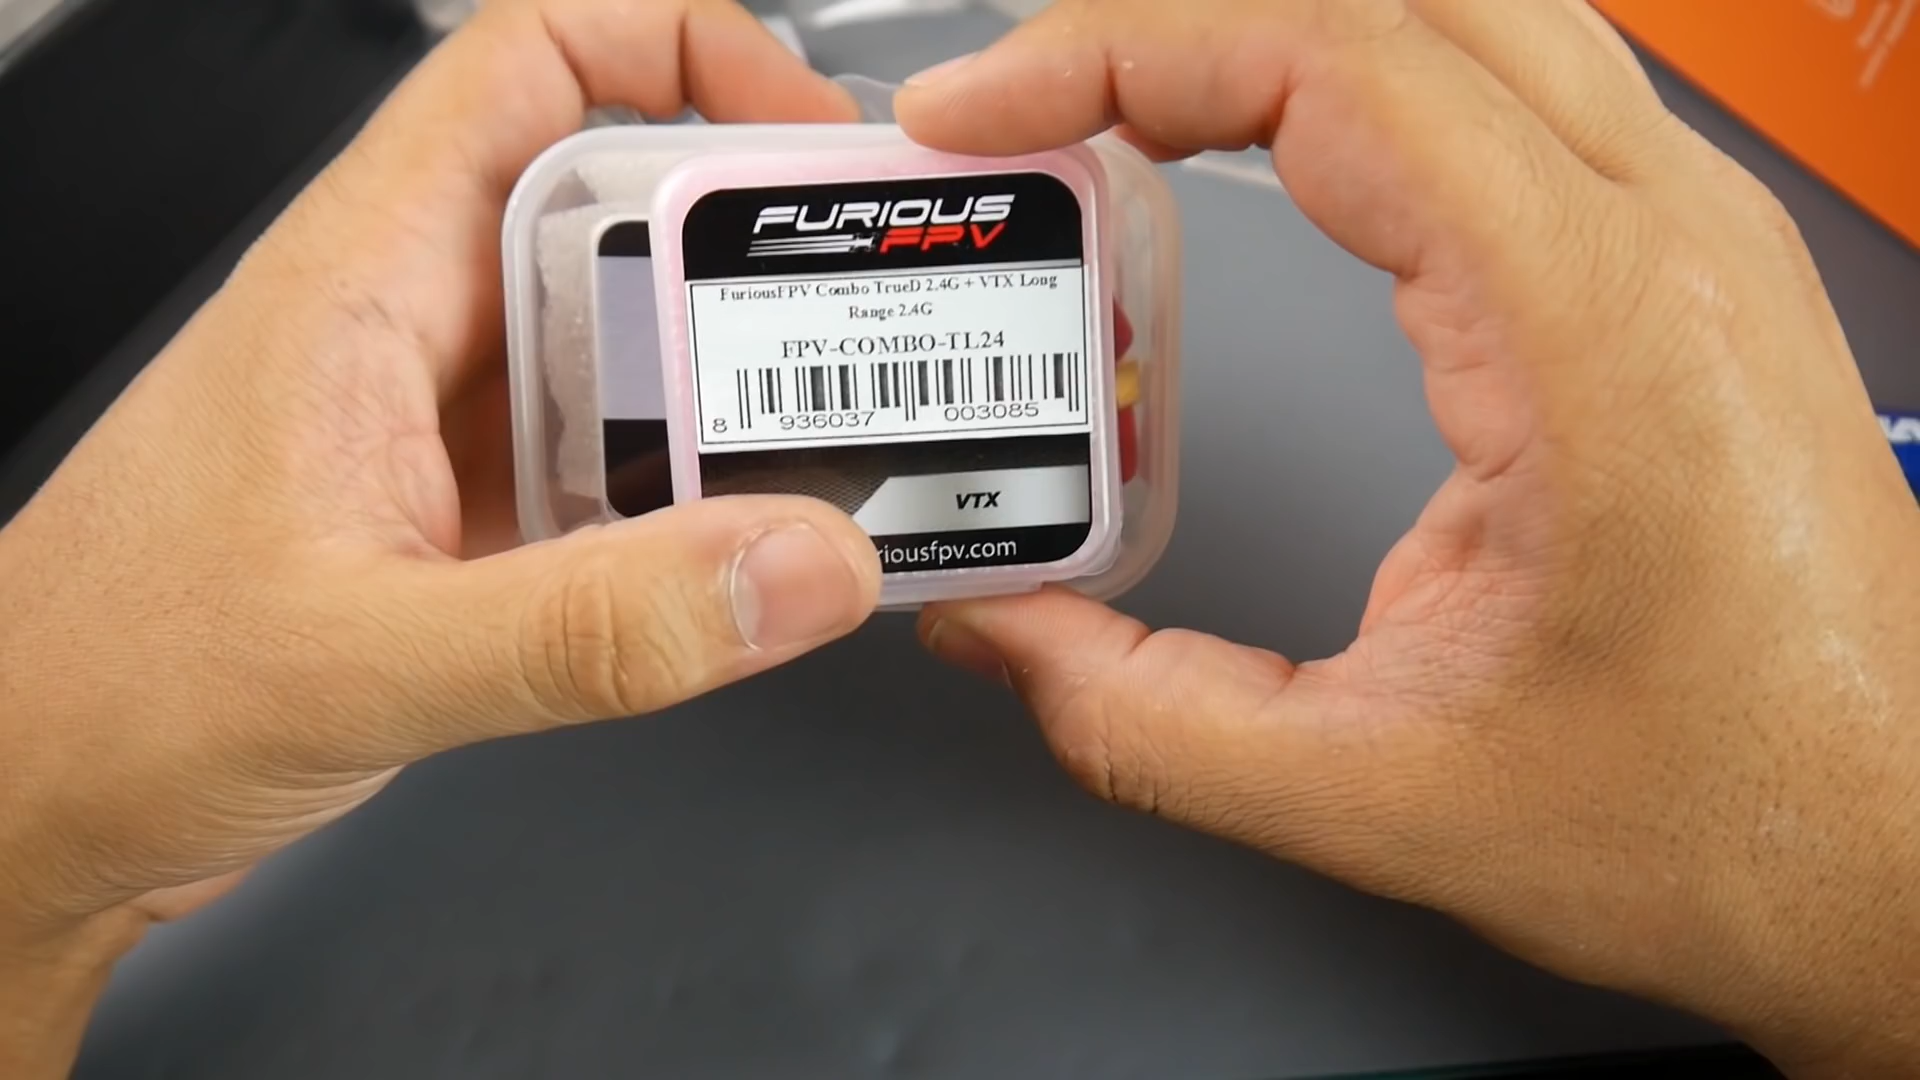 FURIOUS
FPV
FuriousFPV Combo TrueD 2.4G + VTX Long
Range 2.4G
FPV-COMBO-TL24
8 936037 003085
VTX
riousfpv.com